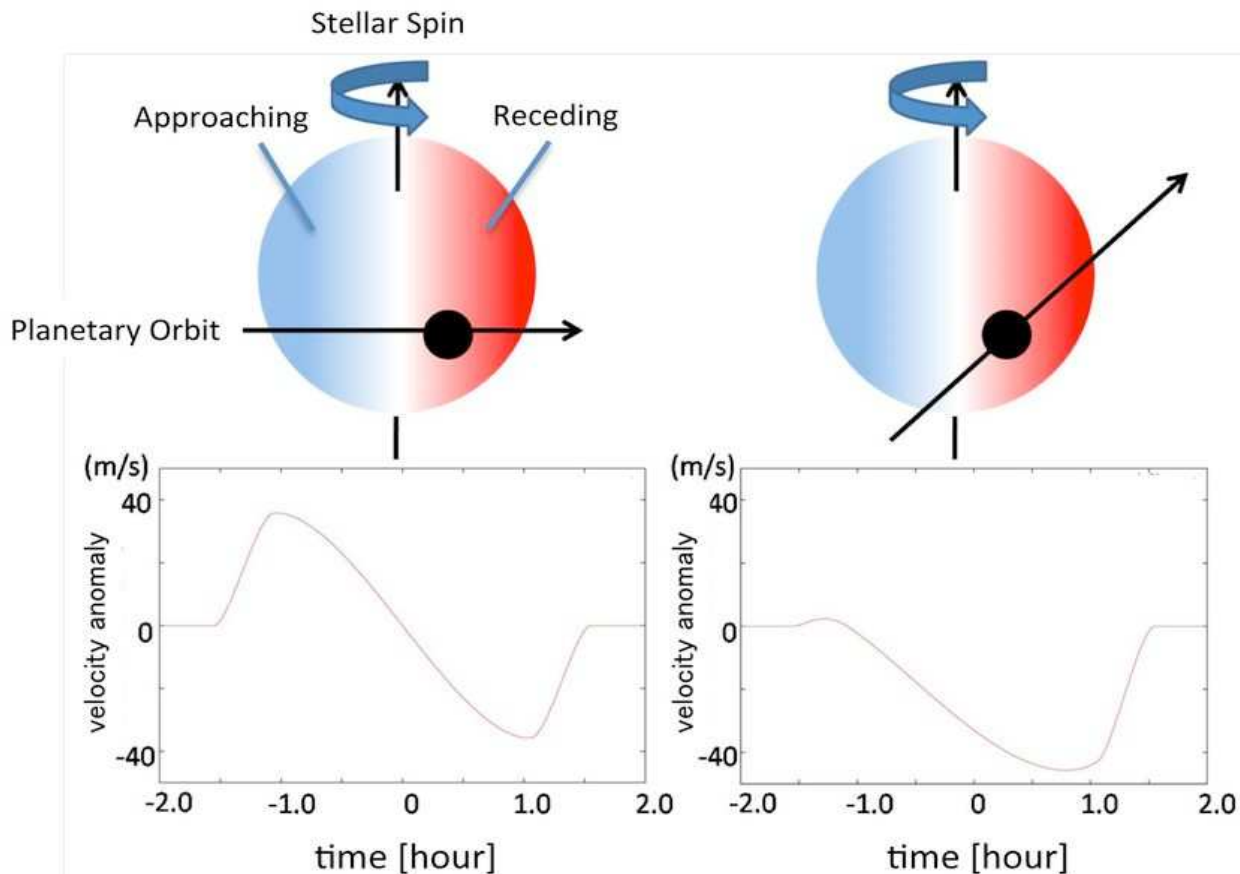 Stellar Spin
Approaching
Receding
Planetary Orbit
(m/s)
40
0
-40
velocity anomaly
-2.0 -1.0 0 1.0 2.0
time [hour]
(m/s)
40
0
-40
velocity anomaly
-2.0 -1.0 0 1.0 2.0
time [hour]